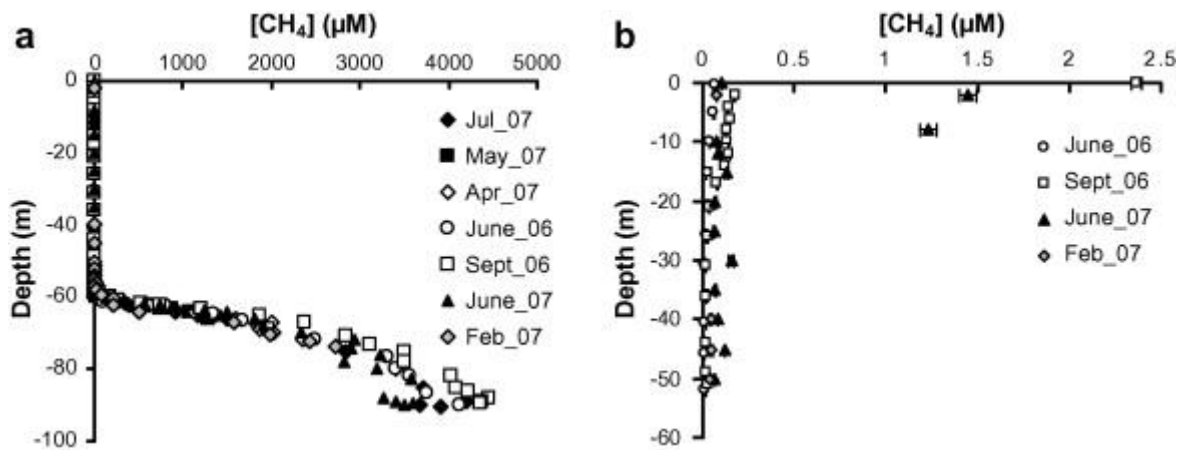 a
[CH4] (µM)
0 1000 2000 3000 4000 5000
0
-20
-40
-60
-80
-100
Depth (m)
Jul_07
May_07
Apr_07
June_06
Sept_06
June_07
Feb_07
b
[CH4] (µM)
0 0.5 1 1.5 2 2.5
0
-10
-20
-30
-40
-50
-60
Depth (m)
June_06
Sept_06
June_07
Feb_07